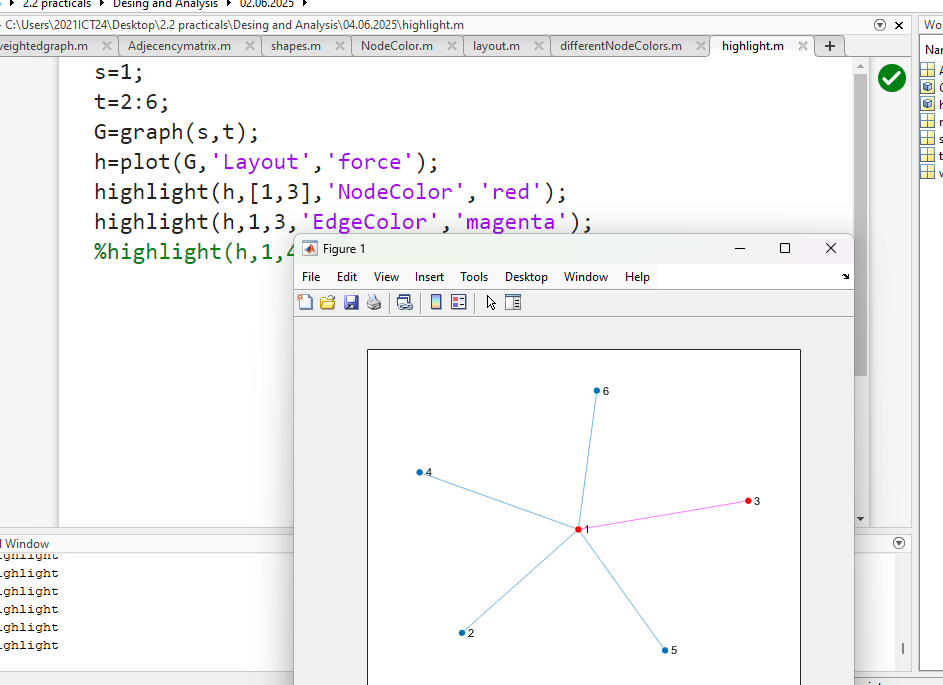 2.2 practicals ▸ Desing and Analysis ▸ 02.06.2025 ▸
C:\Users\2021ICT24\Desktop\2.2 practicals\Desing and Analysis\04.06.2025\highlight.m
weightedgraph.m Adjecencymatrix.m shapes.m NodeColor.m layout.m differentNodeColors.m highlight.m
s=1;
t=2:6;
G=graph(s,t);
h=plot(G,'Layout','force');
highlight(h,[1,3],'NodeColor','red');
highlight(h,1,3,'EdgeColor','magenta');
%highlight(h,1,4
Figure 1
File Edit View Insert Tools Desktop Window Help
6
4
3
1
2
5
Window
ighlight
ighlight
ighlight
ighlight
ighlight
ighlight